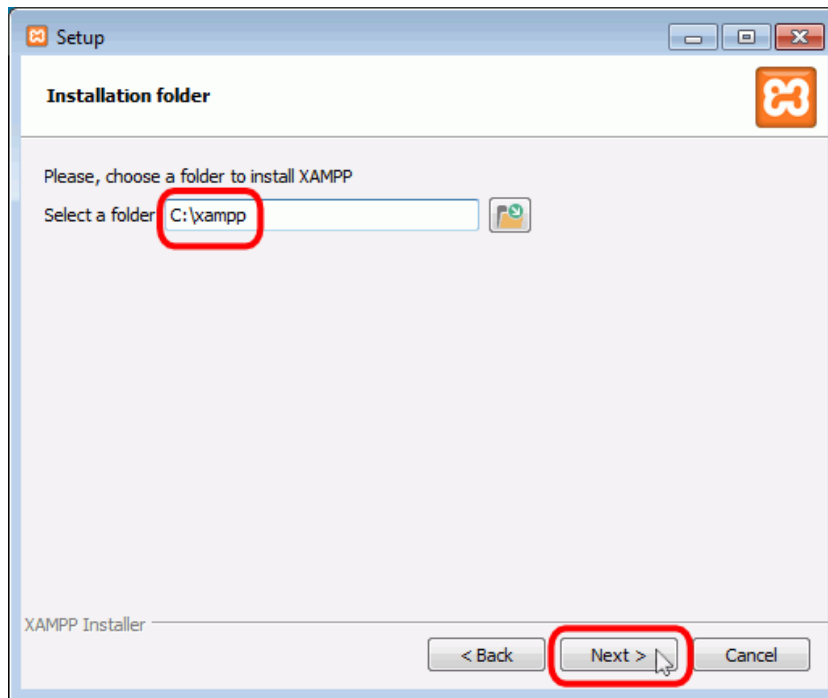 Setup
Installation folder
Please, choose a folder to install XAMPP
Select a folder C:\xampp
XAMPP Installer
< Back Next > Cancel